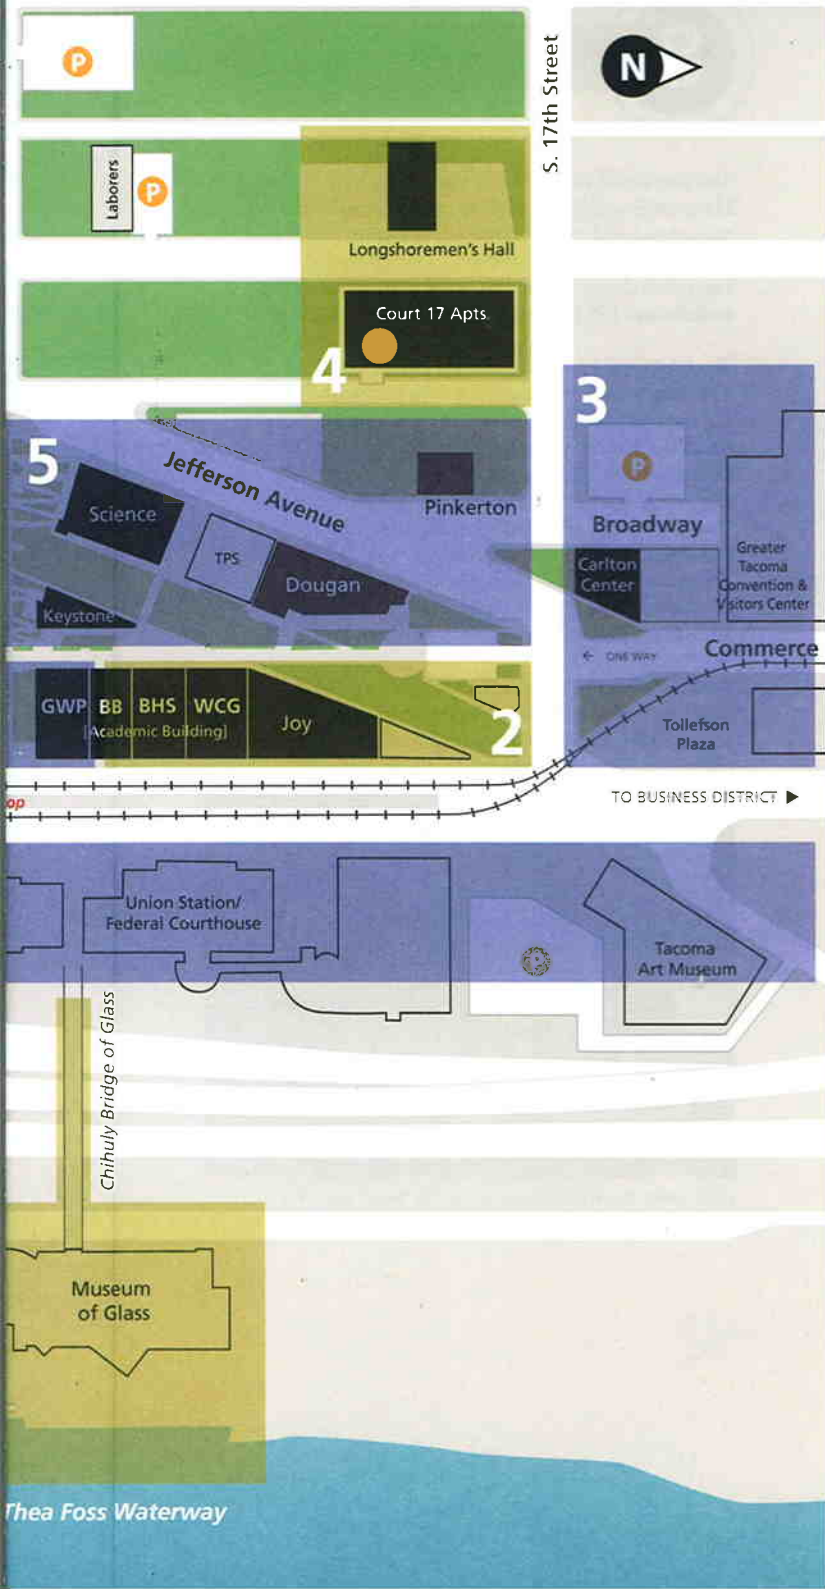 P
S. 17th Street
N
Laborers
P
Longshoremen's Hall
Court 17 Apts.
4
3
5
Jefferson Avenue
P
Pinkerton
Science
Broadway
TPS
Dougan
Carlton
Center
Greater
Tacoma
Convention &
Visitors Center
Keystone
← ONE WAY
Commerce
GWP
BB
BHS
WCG
[Academic Building]
Joy
2
Tollefson
Plaza
op
TO BUSINESS DISTRICT ▶
Union Station/
Federal Courthouse
Tacoma
Art Museum
Chihuly Bridge of Glass
Museum
of Glass
Thea Foss Waterway